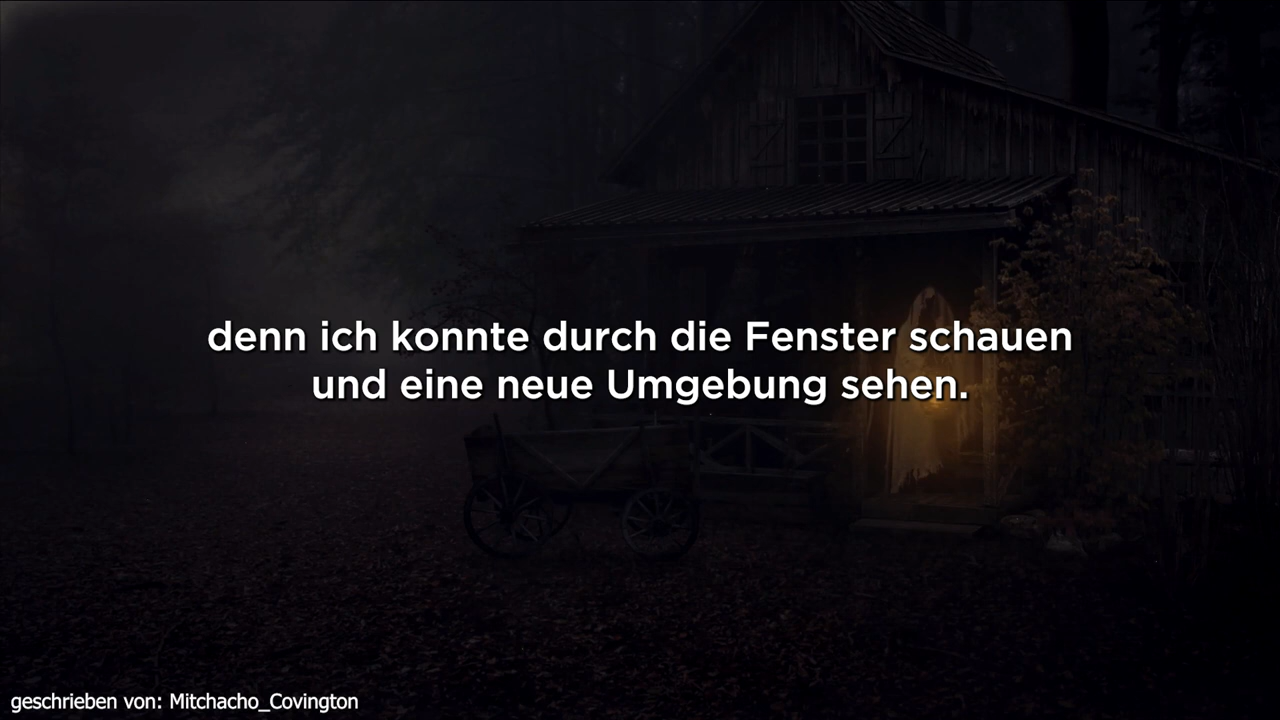 denn ich konnte durch die Fenster schauen
und eine neue Umgebung sehen.
geschrieben von: Mitchacho_Covington